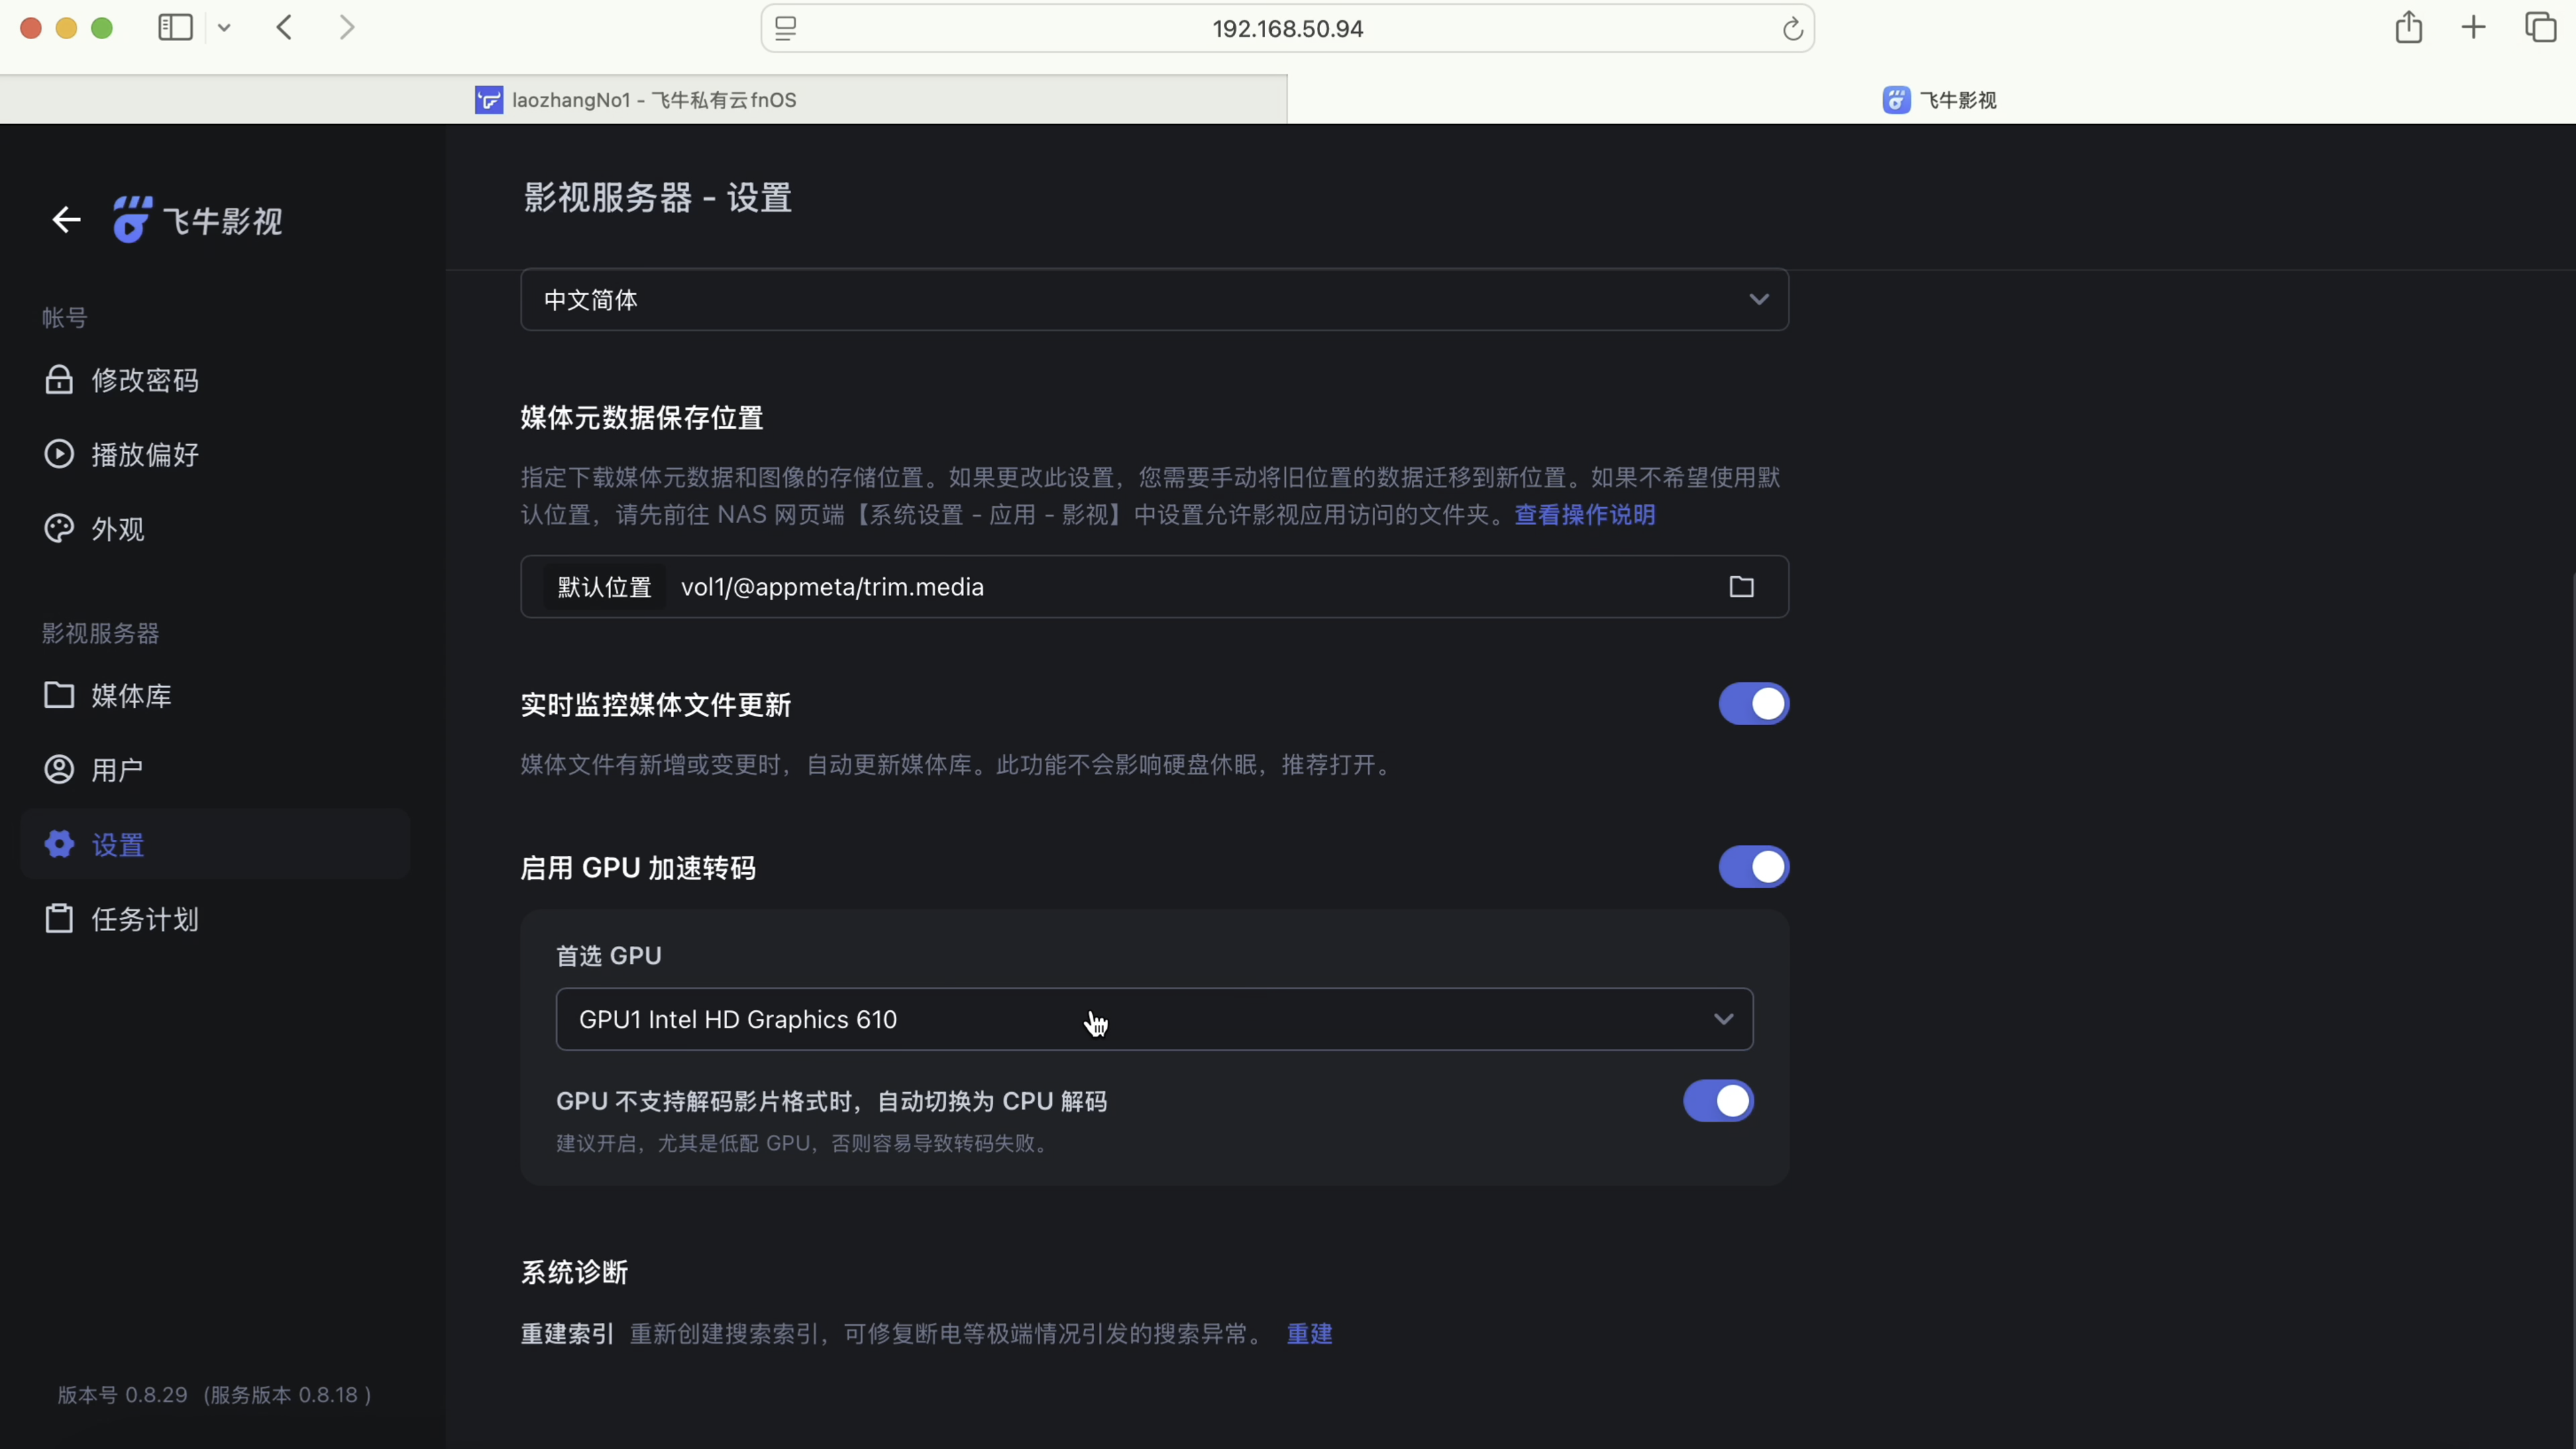 192.168.50.94
laozhangNo1 - 飞牛私有云fnOS
飞牛影视
飞牛影视
帐号
修改密码
播放偏好
外观
影视服务器
媒体库
用户
设置
任务计划
版本号 0.8.29 (服务版本 0.8.18 )
影视服务器 - 设置
中文简体
媒体元数据保存位置
指定下载媒体元数据和图像的存储位置。如果更改此设置，您需要手动将旧位置的数据迁移到新位置。如果不希望使用默
认位置，请先前往 NAS 网页端【系统设置 - 应用 - 影视】中设置允许影视应用访问的文件夹。查看操作说明
默认位置 vol1/@appmeta/trim.media
实时监控媒体文件更新
媒体文件有新增或变更时，自动更新媒体库。此功能不会影响硬盘休眠，推荐打开。
启用 GPU 加速转码
首选 GPU
GPU1 Intel HD Graphics 610
GPU 不支持解码影片格式时，自动切换为 CPU 解码
建议开启，尤其是低配 GPU，否则容易导致转码失败。
系统诊断
重建索引 重新创建搜索索引，可修复断电等极端情况引发的搜索异常。 重建